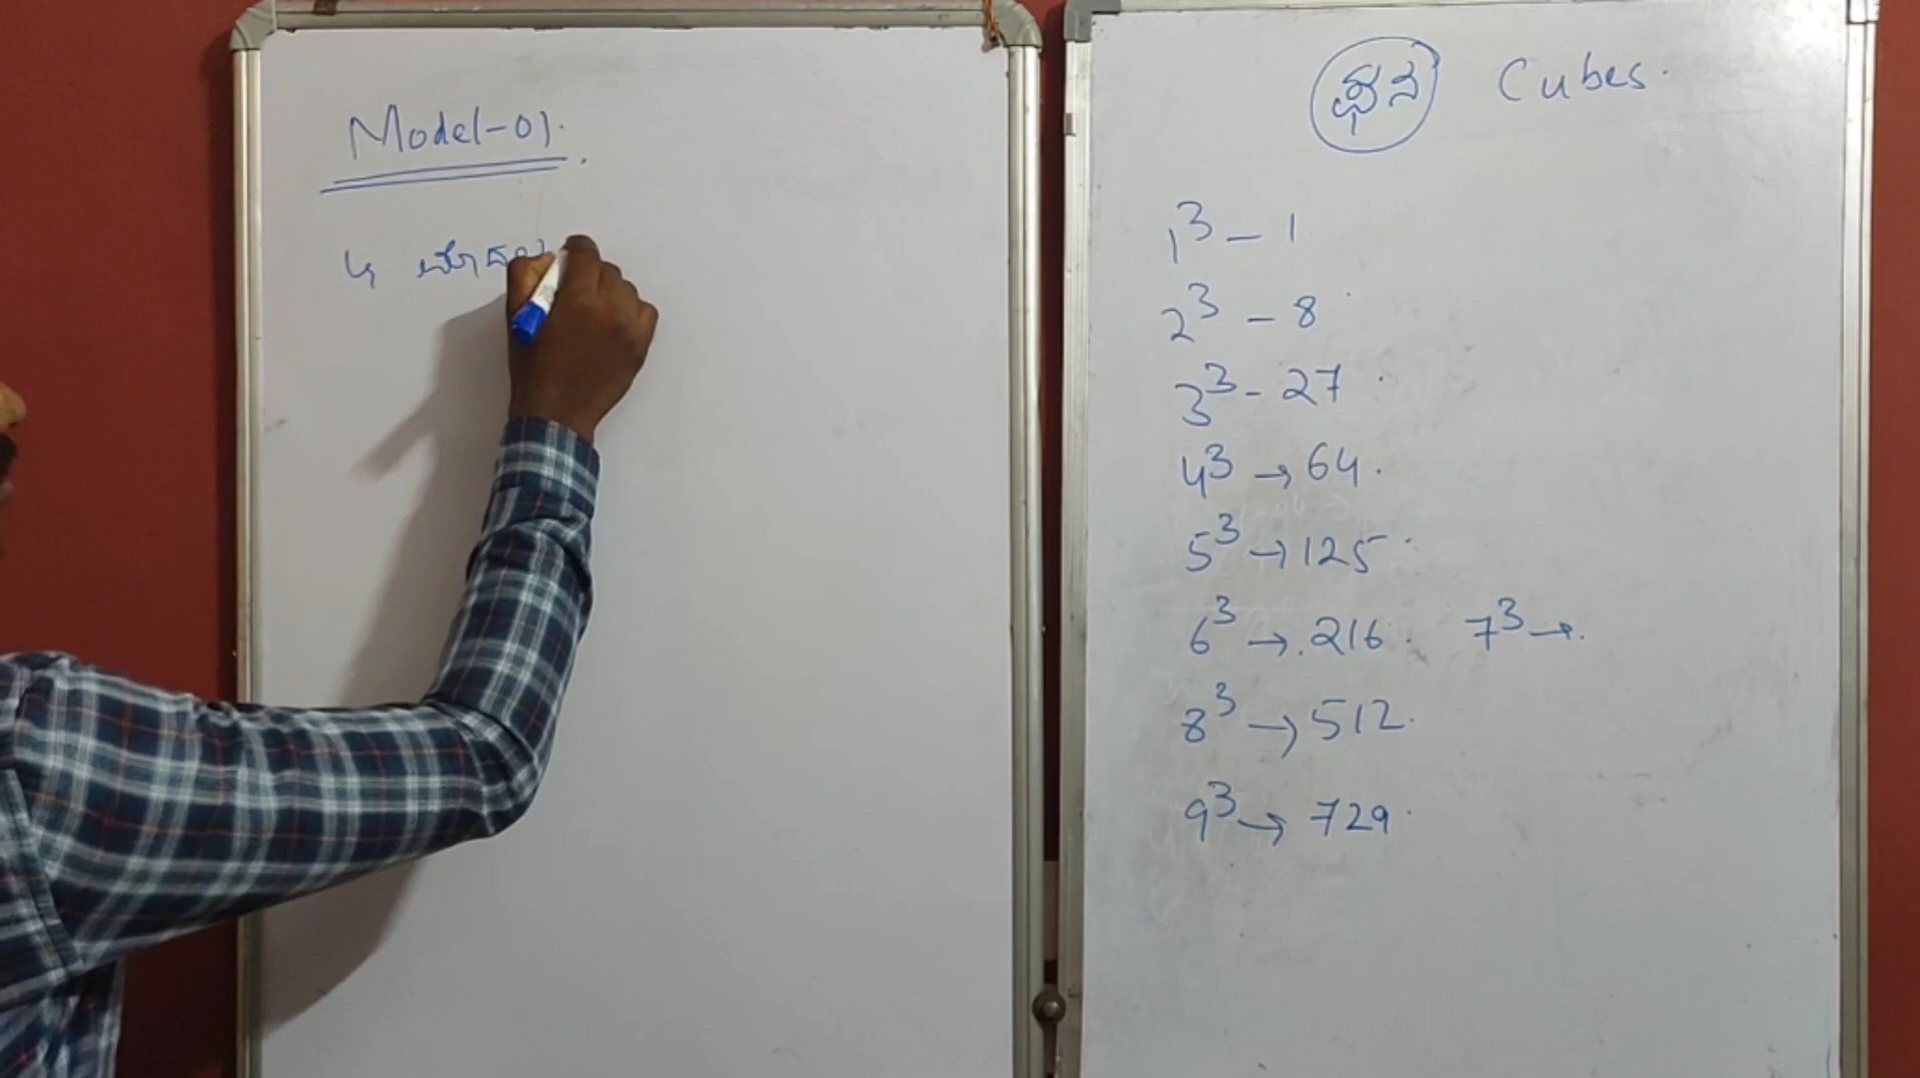 Model-01.
4 ಮೊದಲ
ಘನ Cubes.
1³ - 1
2³ - 8
3³ - 27
4³ → 64.
5³ → 125
6³ → 216. 7³ →
8³ → 512.
9³ → 729